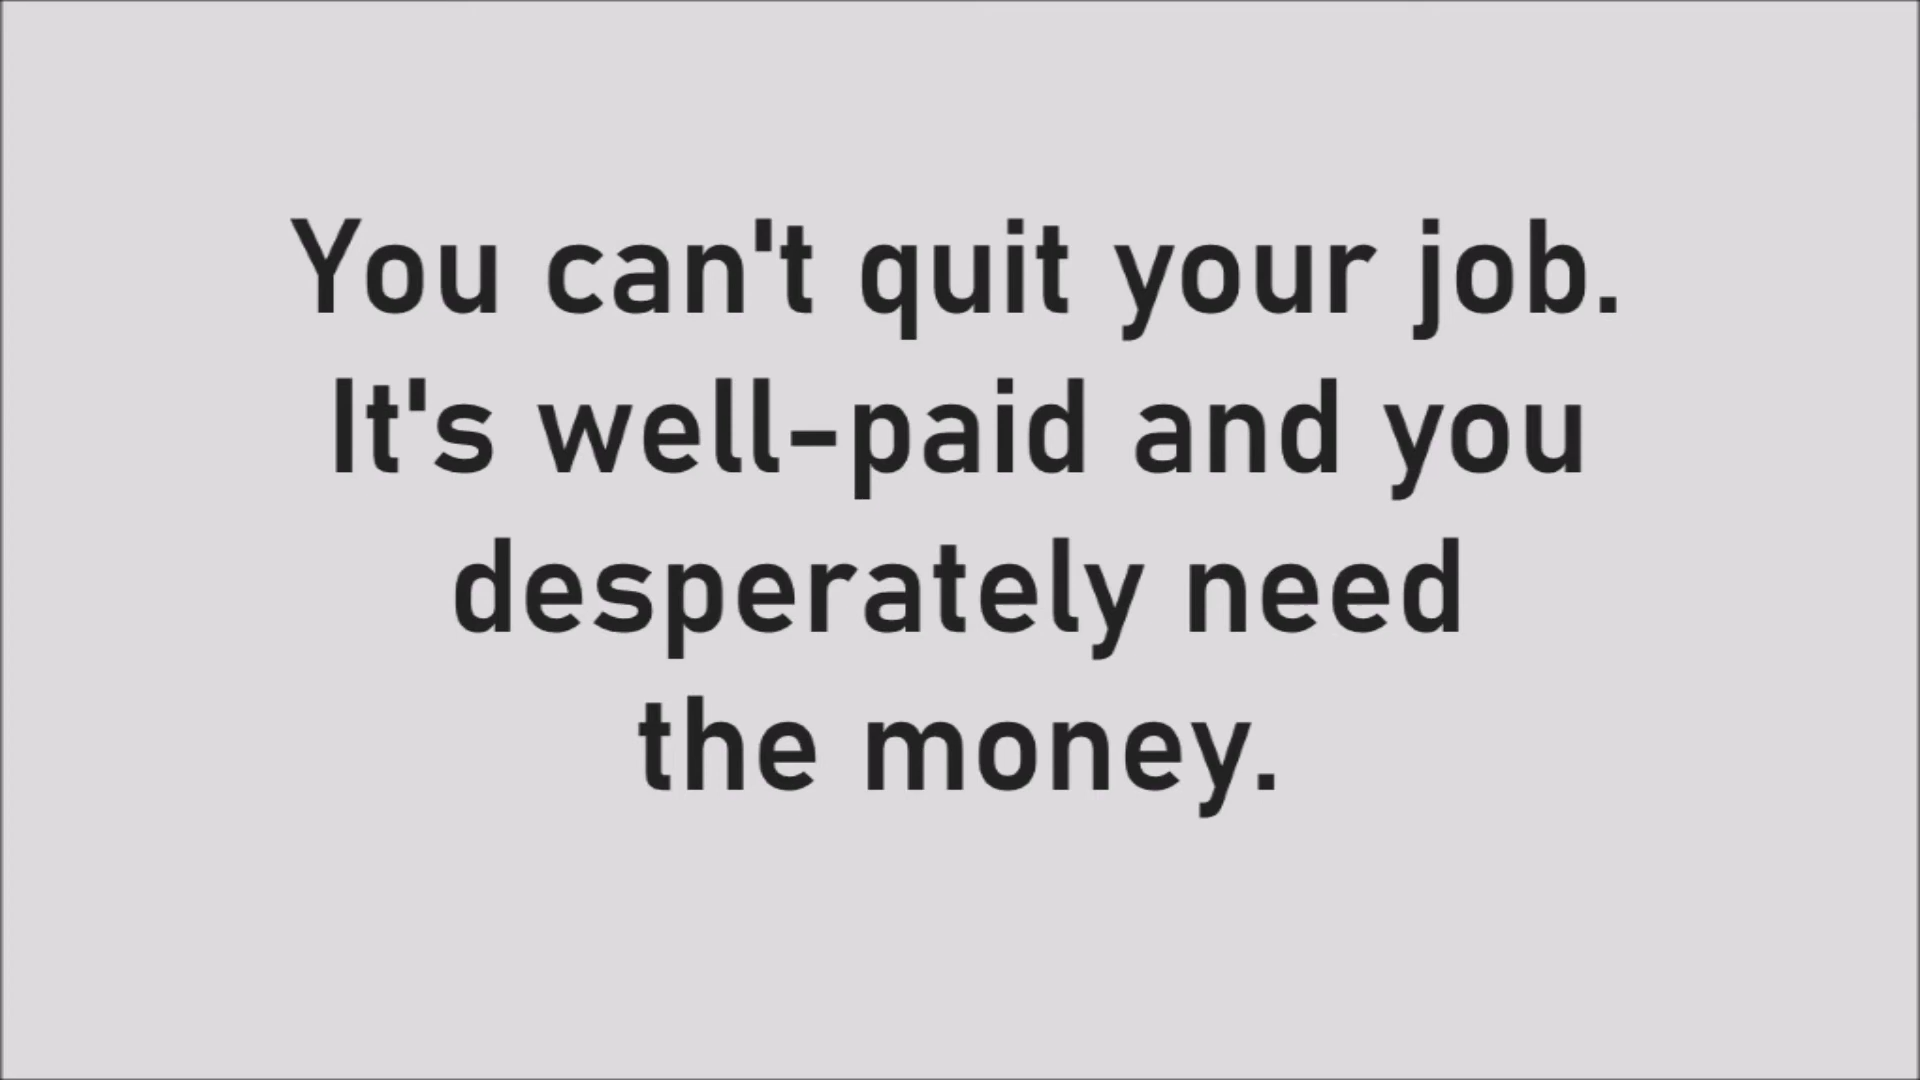 You can't quit your job.
It's well-paid and you
desperately need
the money.